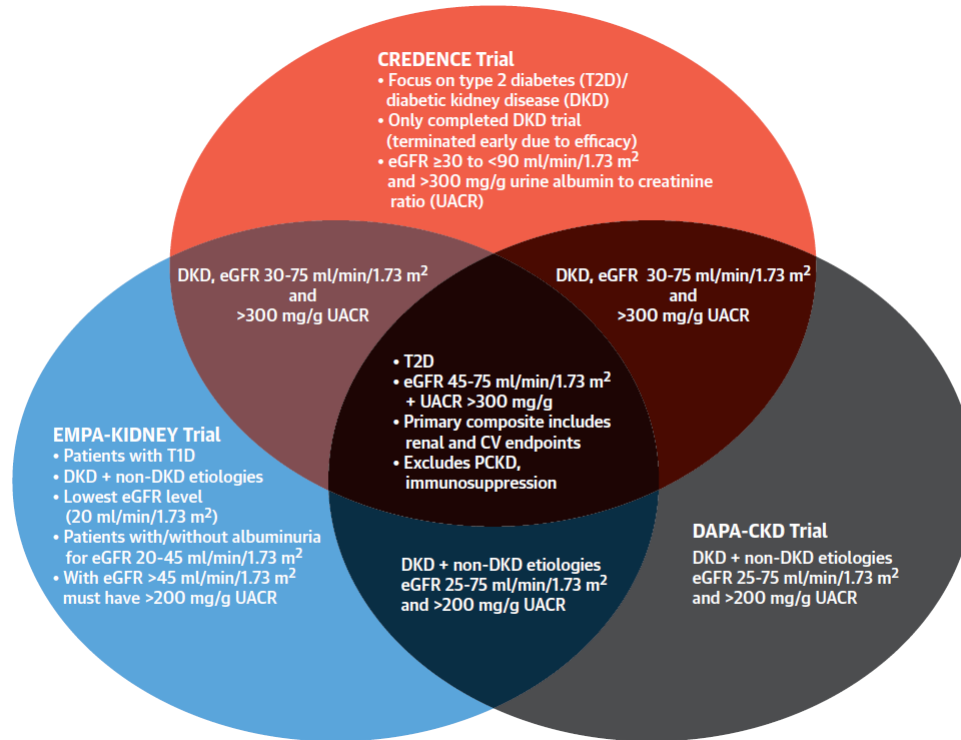 CREDENCE Trial
• Focus on type 2 diabetes (T2D)/
diabetic kidney disease (DKD)
• Only completed DKD trial
(terminated early due to efficacy)
• eGFR ≥30 to <90 ml/min/1.73 m²
and >300 mg/g urine albumin to creatinine
ratio (UACR)
DKD, eGFR 30-75 ml/min/1.73 m²
and
>300 mg/g UACR
DKD, eGFR 30-75 ml/min/1.73 m²
and
>300 mg/g UACR
• T2D
• eGFR 45-75 ml/min/1.73 m²
+ UACR >300 mg/g
• Primary composite includes
renal and CV endpoints
• Excludes PCKD,
immunosuppression
EMPA-KIDNEY Trial
• Patients with T1D
• DKD + non-DKD etiologies
• Lowest eGFR level
(20 ml/min/1.73 m²)
• Patients with/without albuminuria
for eGFR 20-45 ml/min/1.73 m²
• With eGFR >45 ml/min/1.73 m²
must have >200 mg/g UACR
DKD + non-DKD etiologies
eGFR 25-75 ml/min/1.73 m²
and >200 mg/g UACR
DAPA-CKD Trial
DKD + non-DKD etiologies
eGFR 25-75 ml/min/1.73 m²
and >200 mg/g UACR